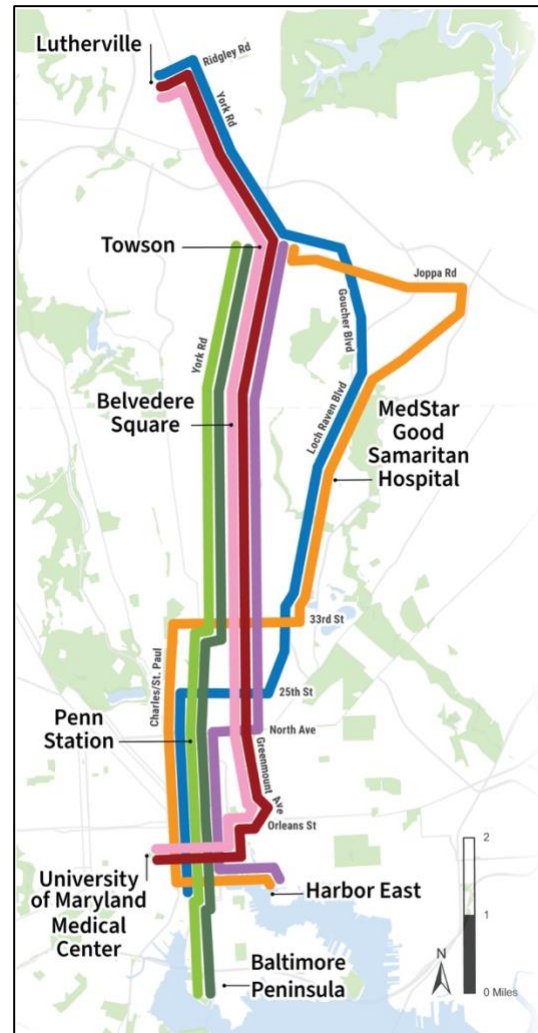 Lutherville
Ridgley Rd
York Rd
Towson
Joppa Rd
Goucher Blvd
York Rd
Belvedere
Square
Loch Raven Blvd
MedStar
Good
Samaritan
Hospital
33rd St
Charles/St. Paul
25th St
Penn
Station
North Ave
Greenmount Ave
Orleans St
University
of Maryland
Medical
Center
Harbor East
Baltimore
Peninsula
N
2
1
0 Miles